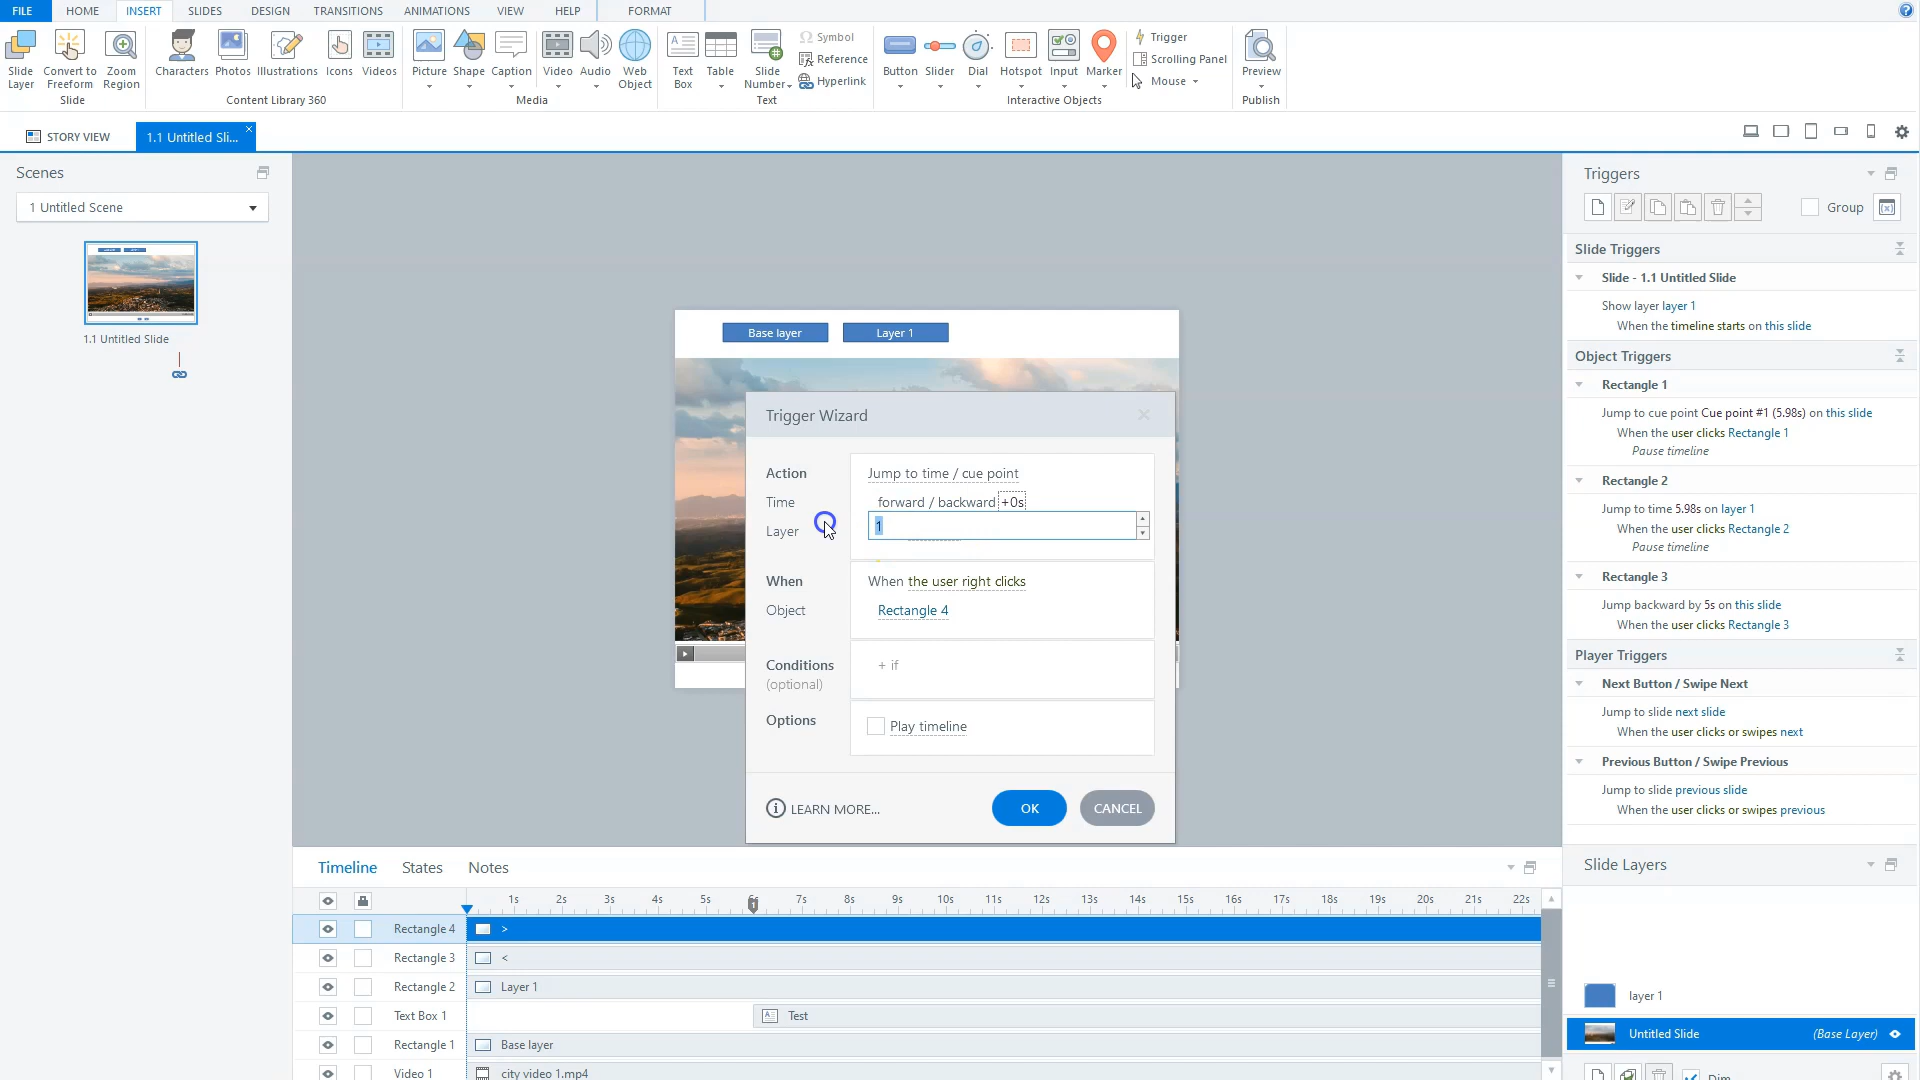 FILE HOME INSERT SLIDES DESIGN TRANSITIONS ANIMATIONS VIEW HELP FORMAT
Slide Layer
Convert to Freeform
Zoom Region
Slide
Characters
Photos
Illustrations
Icons
Videos
Content Library 360
Picture
Shape
Caption
Video
Audio
Web Object
Media
Text Box
Table
Slide Number
Symbol
Reference
Hyperlink
Text
Button
Slider
Dial
Hotspot
Input
Marker
Trigger
Scrolling Panel
Mouse
Interactive Objects
Preview
Publish
STORY VIEW
1.1 Untitled Sli...
Scenes
1 Untitled Scene
1.1 Untitled Slide
Base layer
Layer 1
Trigger Wizard
Action Jump to time / cue point
Time forward / backward +0s
Layer 1
When When the user right clicks
Object Rectangle 4
Conditions + if
(optional)
Options Play timeline
LEARN MORE...
OK
CANCEL
Triggers
Group
Slide Triggers
Slide - 1.1 Untitled Slide
Show layer layer 1
When the timeline starts on this slide
Object Triggers
Rectangle 1
Jump to cue point Cue point #1 (5.98s) on this slide
When the user clicks Rectangle 1
Pause timeline
Rectangle 2
Jump to time 5.98s on layer 1
When the user clicks Rectangle 2
Pause timeline
Rectangle 3
Jump backward by 5s on this slide
When the user clicks Rectangle 3
Player Triggers
Next Button / Swipe Next
Jump to slide next slide
When the user clicks or swipes next
Previous Button / Swipe Previous
Jump to slide previous slide
When the user clicks or swipes previous
Timeline States Notes
1s 2s 3s 4s 5s 6s 7s 8s 9s 10s 11s 12s 13s 14s 15s 16s 17s 18s 19s 20s 21s 22s
1
Rectangle 4 >
Rectangle 3 <
Rectangle 2 Layer 1
Text Box 1 Test
Rectangle 1 Base layer
Video 1 city video 1.mp4
Slide Layers
layer 1
Untitled Slide (Base Layer)
Dim